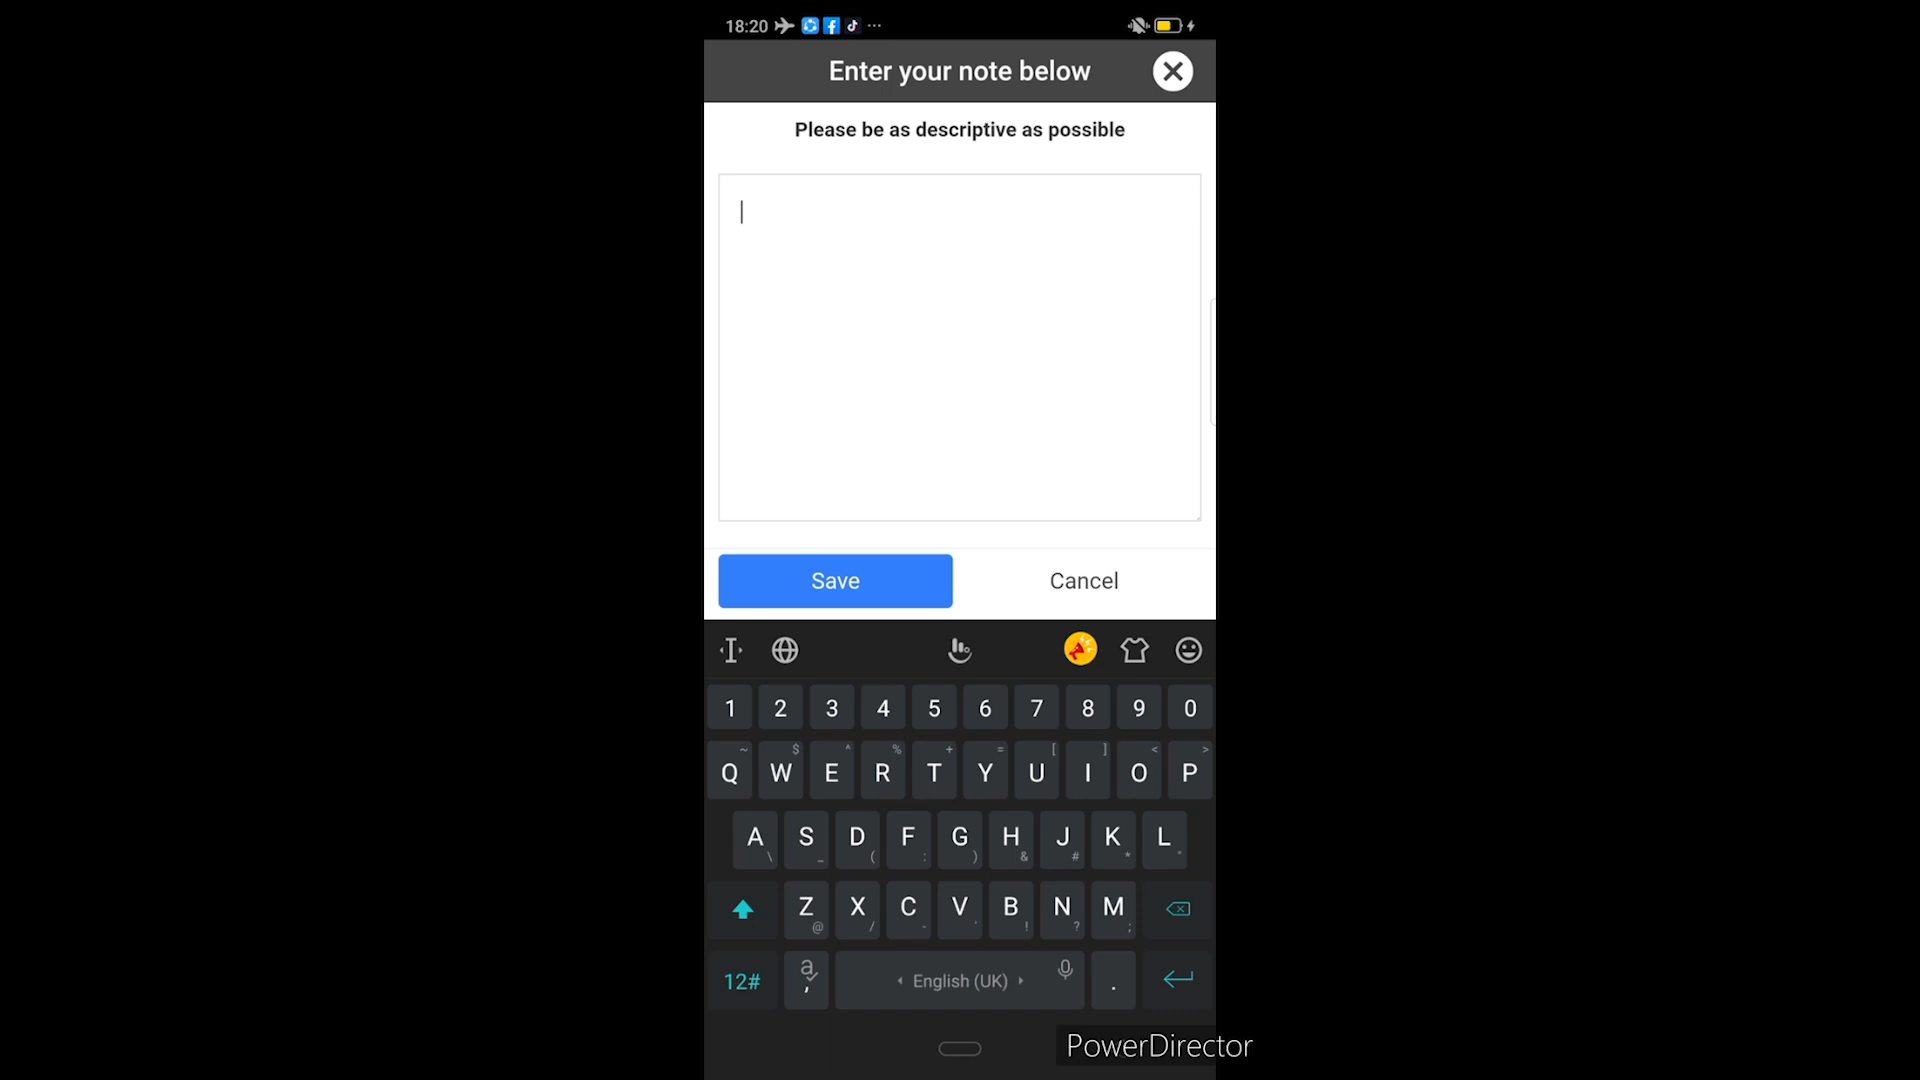 18:20
Enter your note below
Please be as descriptive as possible
Save Cancel
1 2 3 4 5 6 7 8 9 0
~ $ ^ % + = [ ] < >
Q W E R T Y U I O P
A S D F G H J K L
\ _ ( : ) & # *
Z X C V B N M
@ / - ' ! ? ;
12# a , English (UK) .
PowerDirector